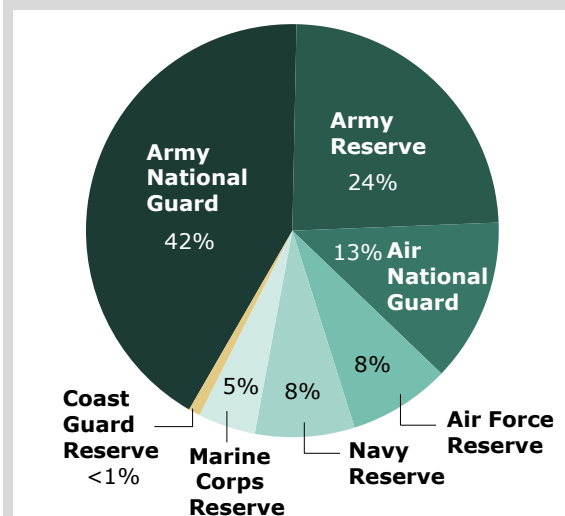 Army
National
Guard
42%
Army
Reserve
24%
13%
Air
National
Guard
8%
Air Force
Reserve
8%
Navy
Reserve
5%
Marine
Corps
Reserve
Coast
Guard
Reserve
<1%